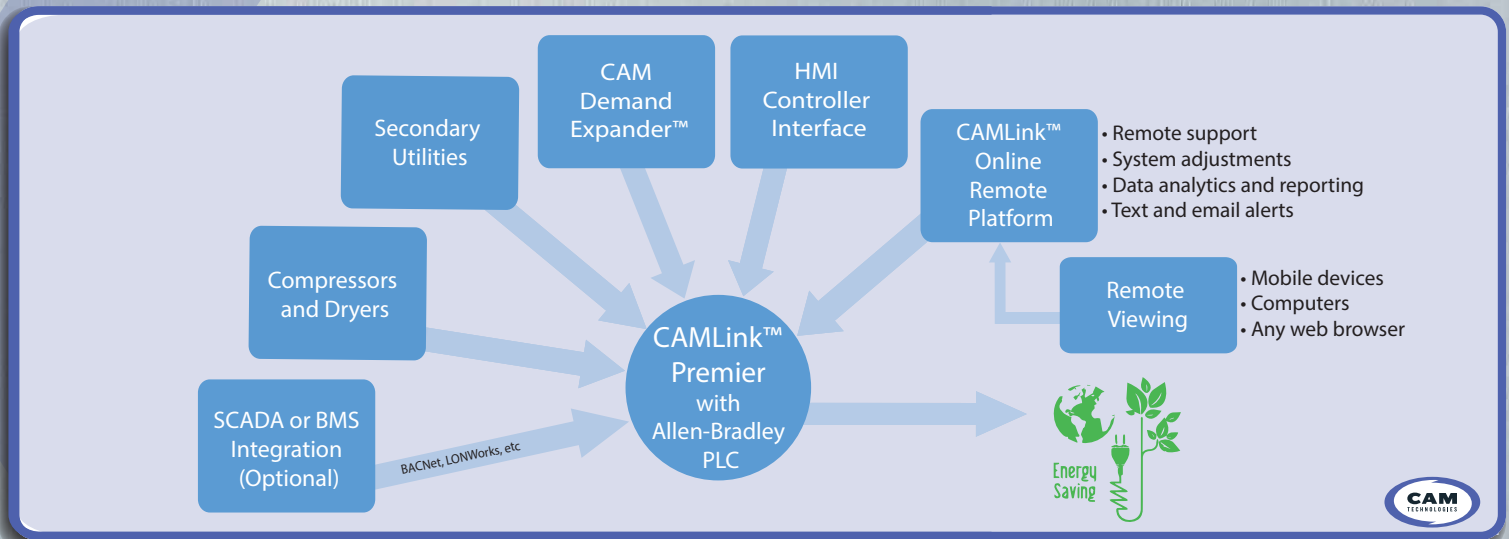 CAM
Demand
Expander™
HMI
Controller
Interface
Secondary
Utilities
CAMLink™
Online
Remote
Platform
• Remote support
• System adjustments
• Data analytics and reporting
• Text and email alerts
Compressors
and Dryers
Remote
Viewing
• Mobile devices
• Computers
• Any web browser
CAMLink™
Premier
with
Allen-Bradley
PLC
SCADA or BMS
Integration
(Optional)
BACNet, LONWorks, etc
Energy
Saving
CAM
TECHNOLOGIES